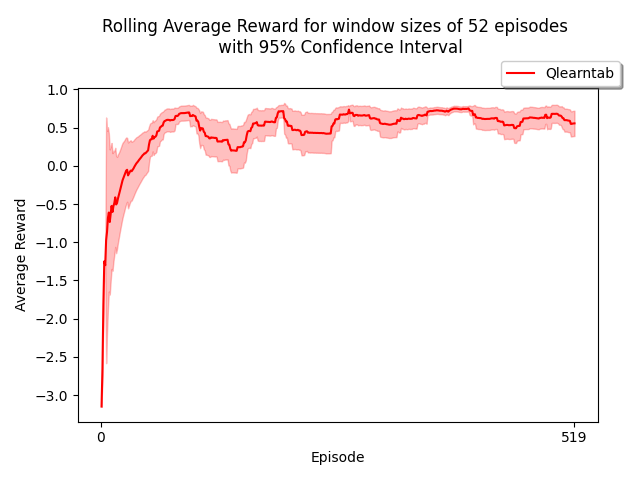 Rolling Average Reward for window sizes of 52 episodes
with 95% Confidence Interval
Qlearntab
1.0
0.5
0.0
−0.5
−1.0
−1.5
−2.0
−2.5
−3.0
Average Reward
0
519
Episode